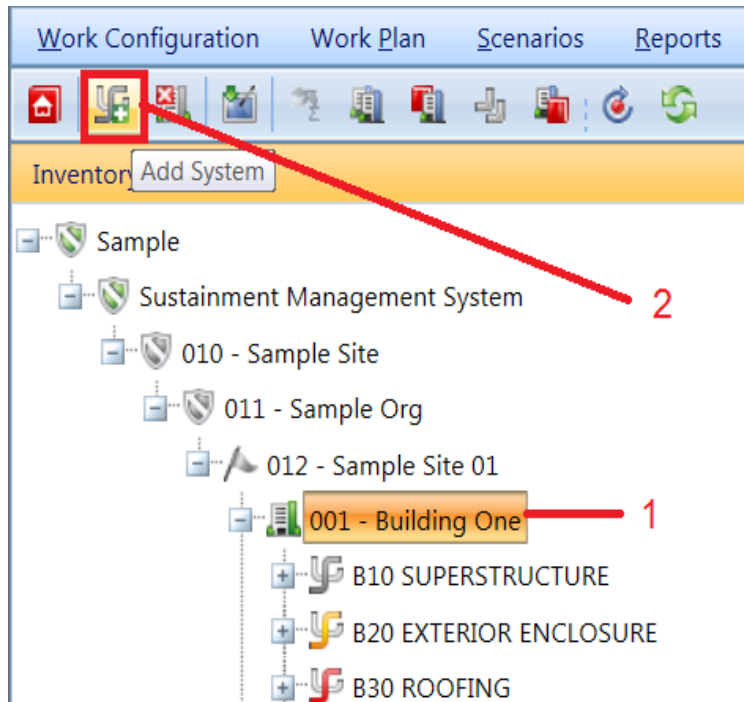 Work Configuration Work Plan Scenarios Reports
Inventory Add System
Sample
Sustainment Management System
2
010 - Sample Site
011 - Sample Org
012 - Sample Site 01
001 - Building One 1
B10 SUPERSTRUCTURE
B20 EXTERIOR ENCLOSURE
B30 ROOFING